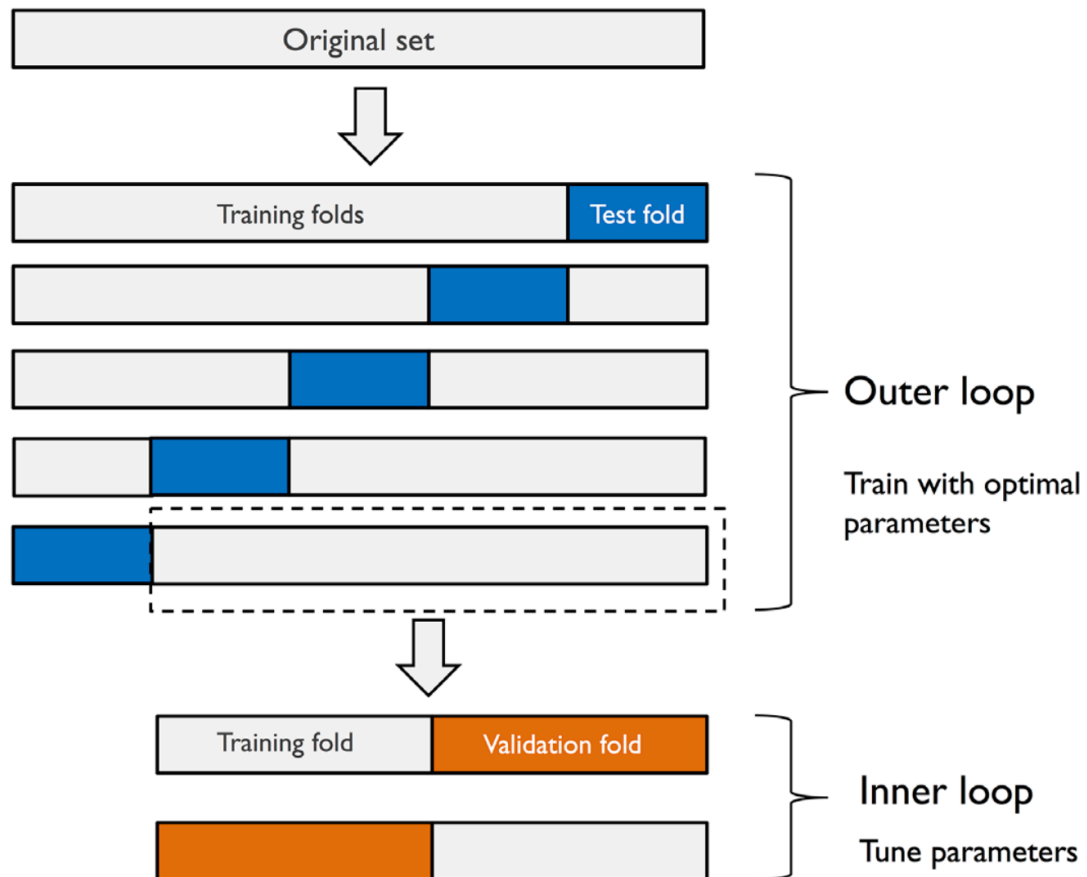 Original set
Training folds
Test fold
Outer loop
Train with optimal
parameters
Training fold
Validation fold
Inner loop
Tune parameters